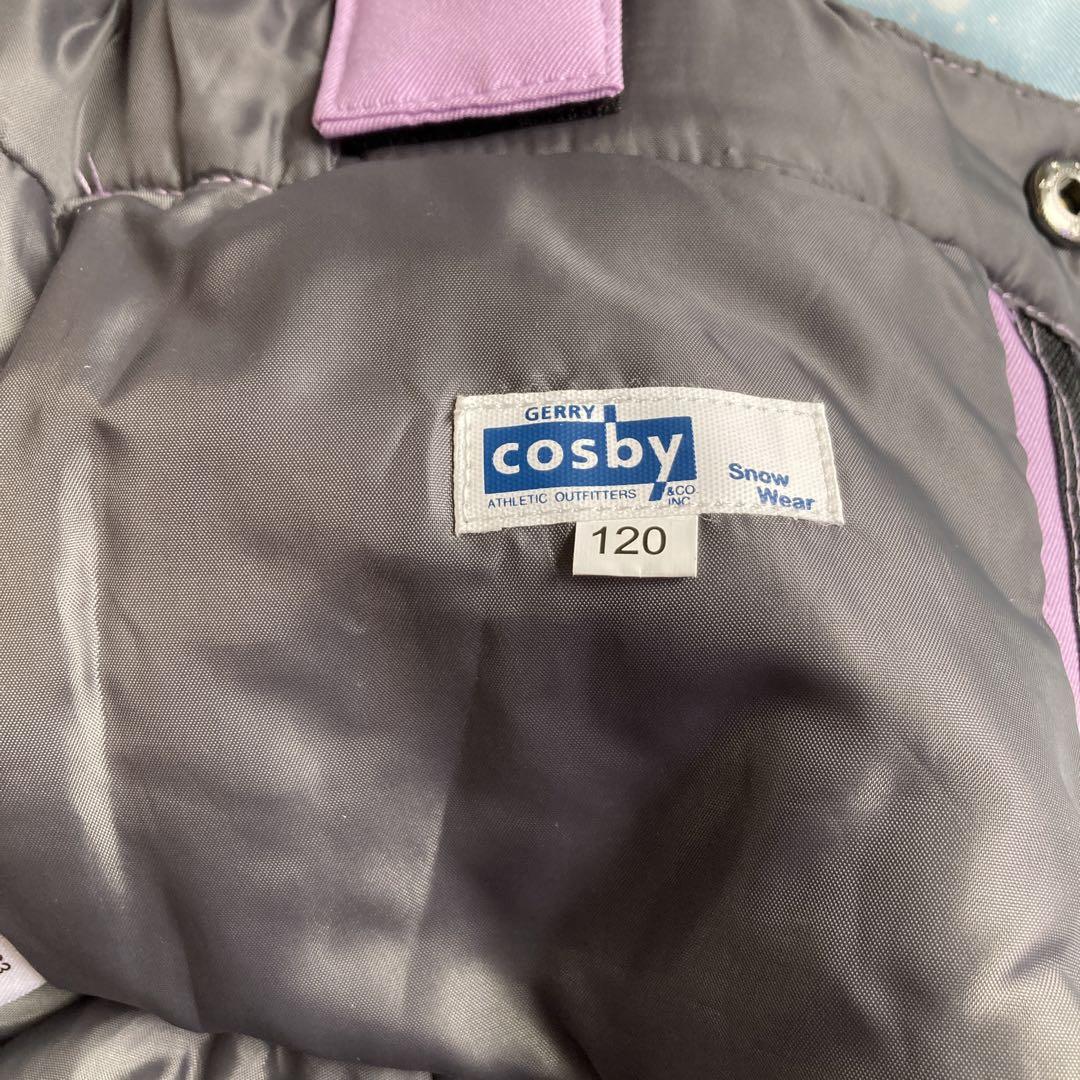 GERRY
cosby
ATHLETIC OUTFITTERS &CO
INC
Snow
Wear
120